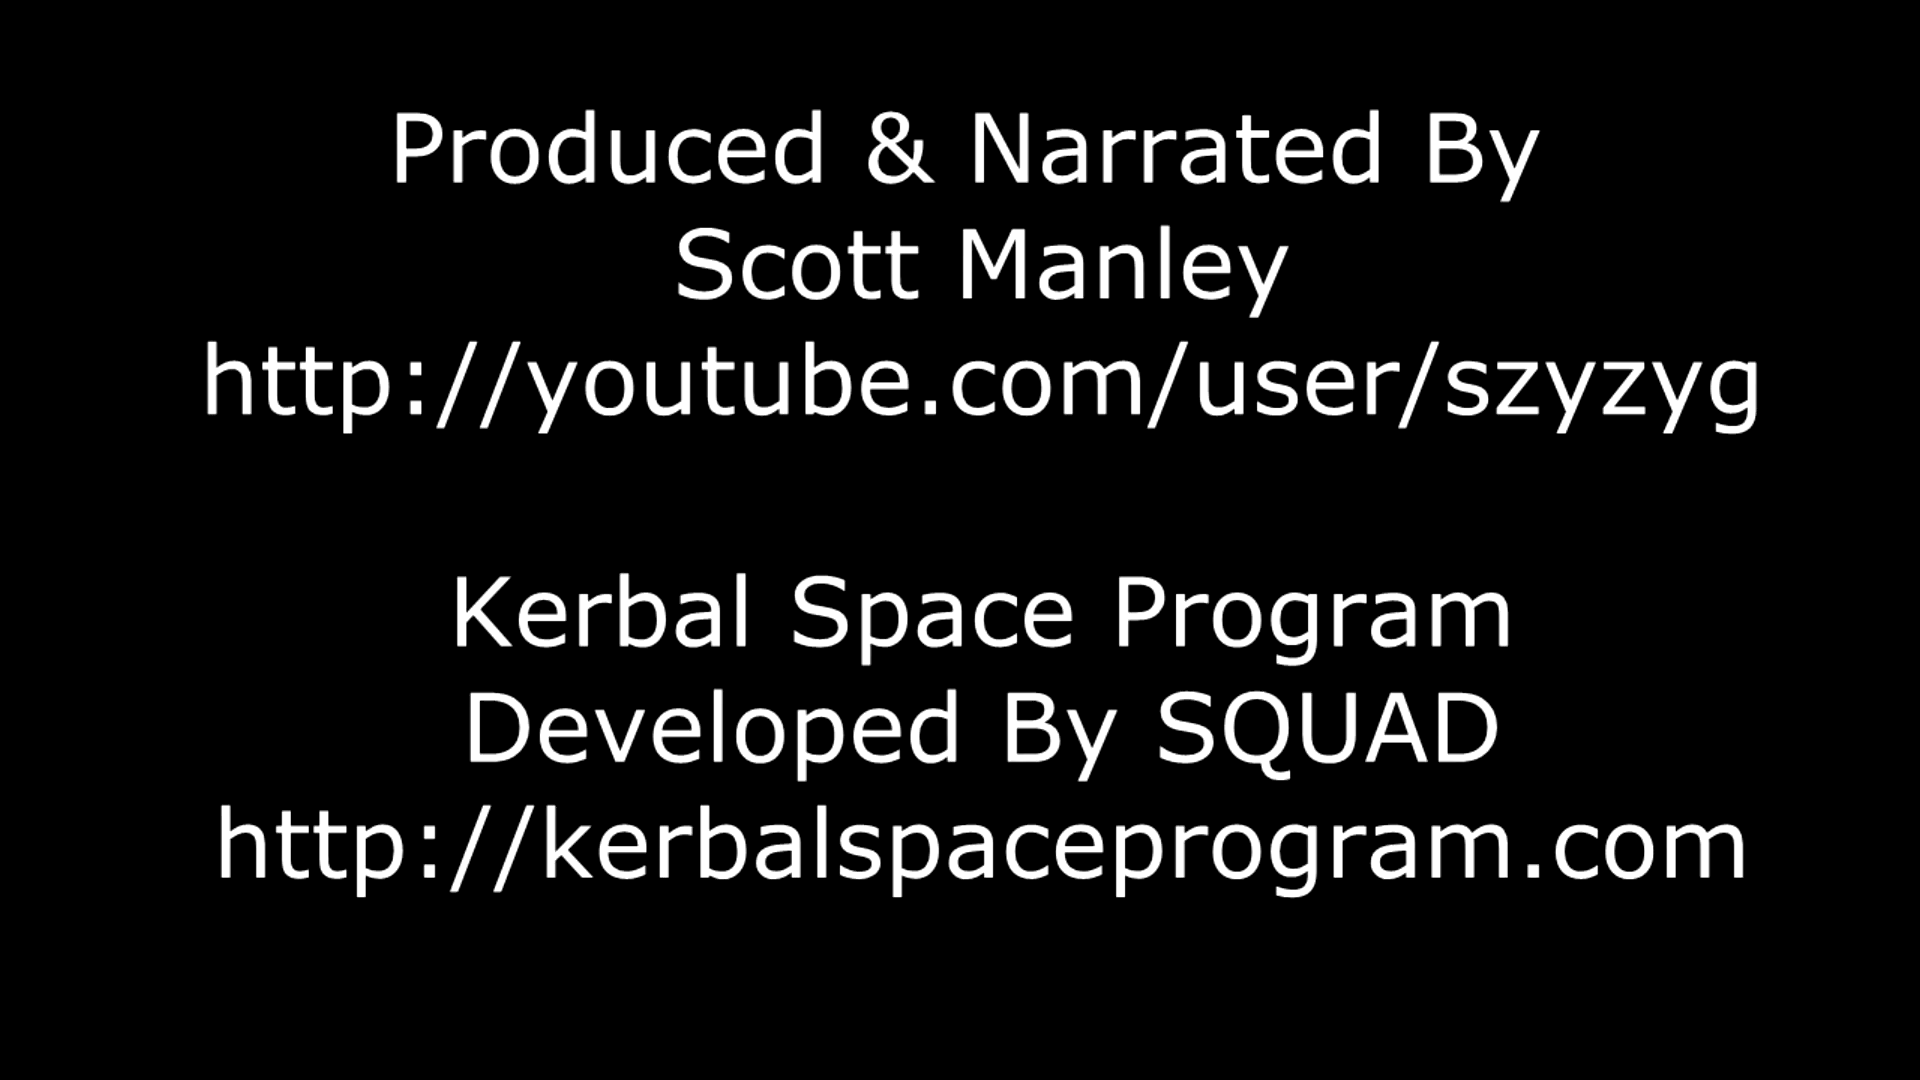 Produced & Narrated By
Scott Manley
http://youtube.com/user/szyzyg
Kerbal Space Program
Developed By SQUAD
http://kerbalspaceprogram.com